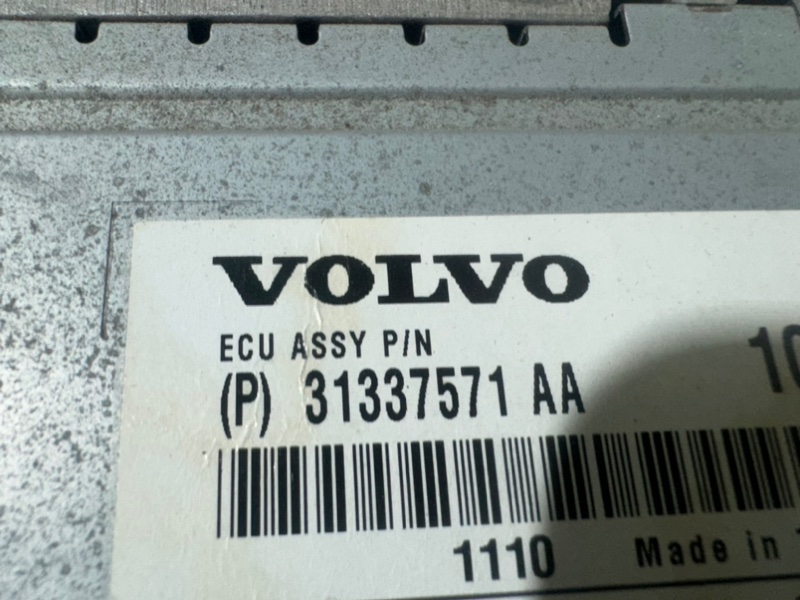 VOLVO
ECU ASSY P/N
(P) 31337571 AA
1110 Made in